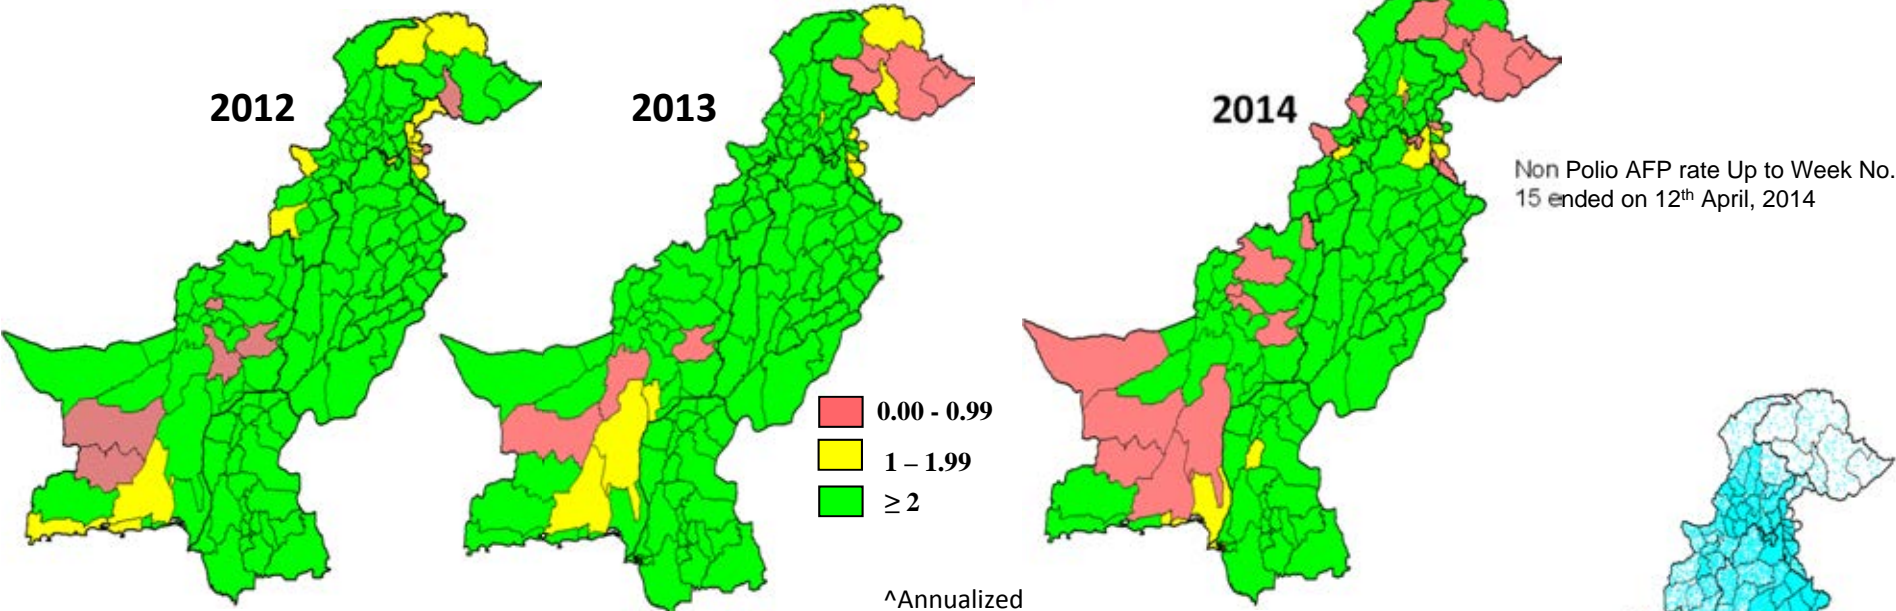 2012
2013
2014
Non Polio AFP rate Up to Week No.
15 ended on 12th April, 2014
0.00 - 0.99
1 – 1.99
≥ 2
^Annualized